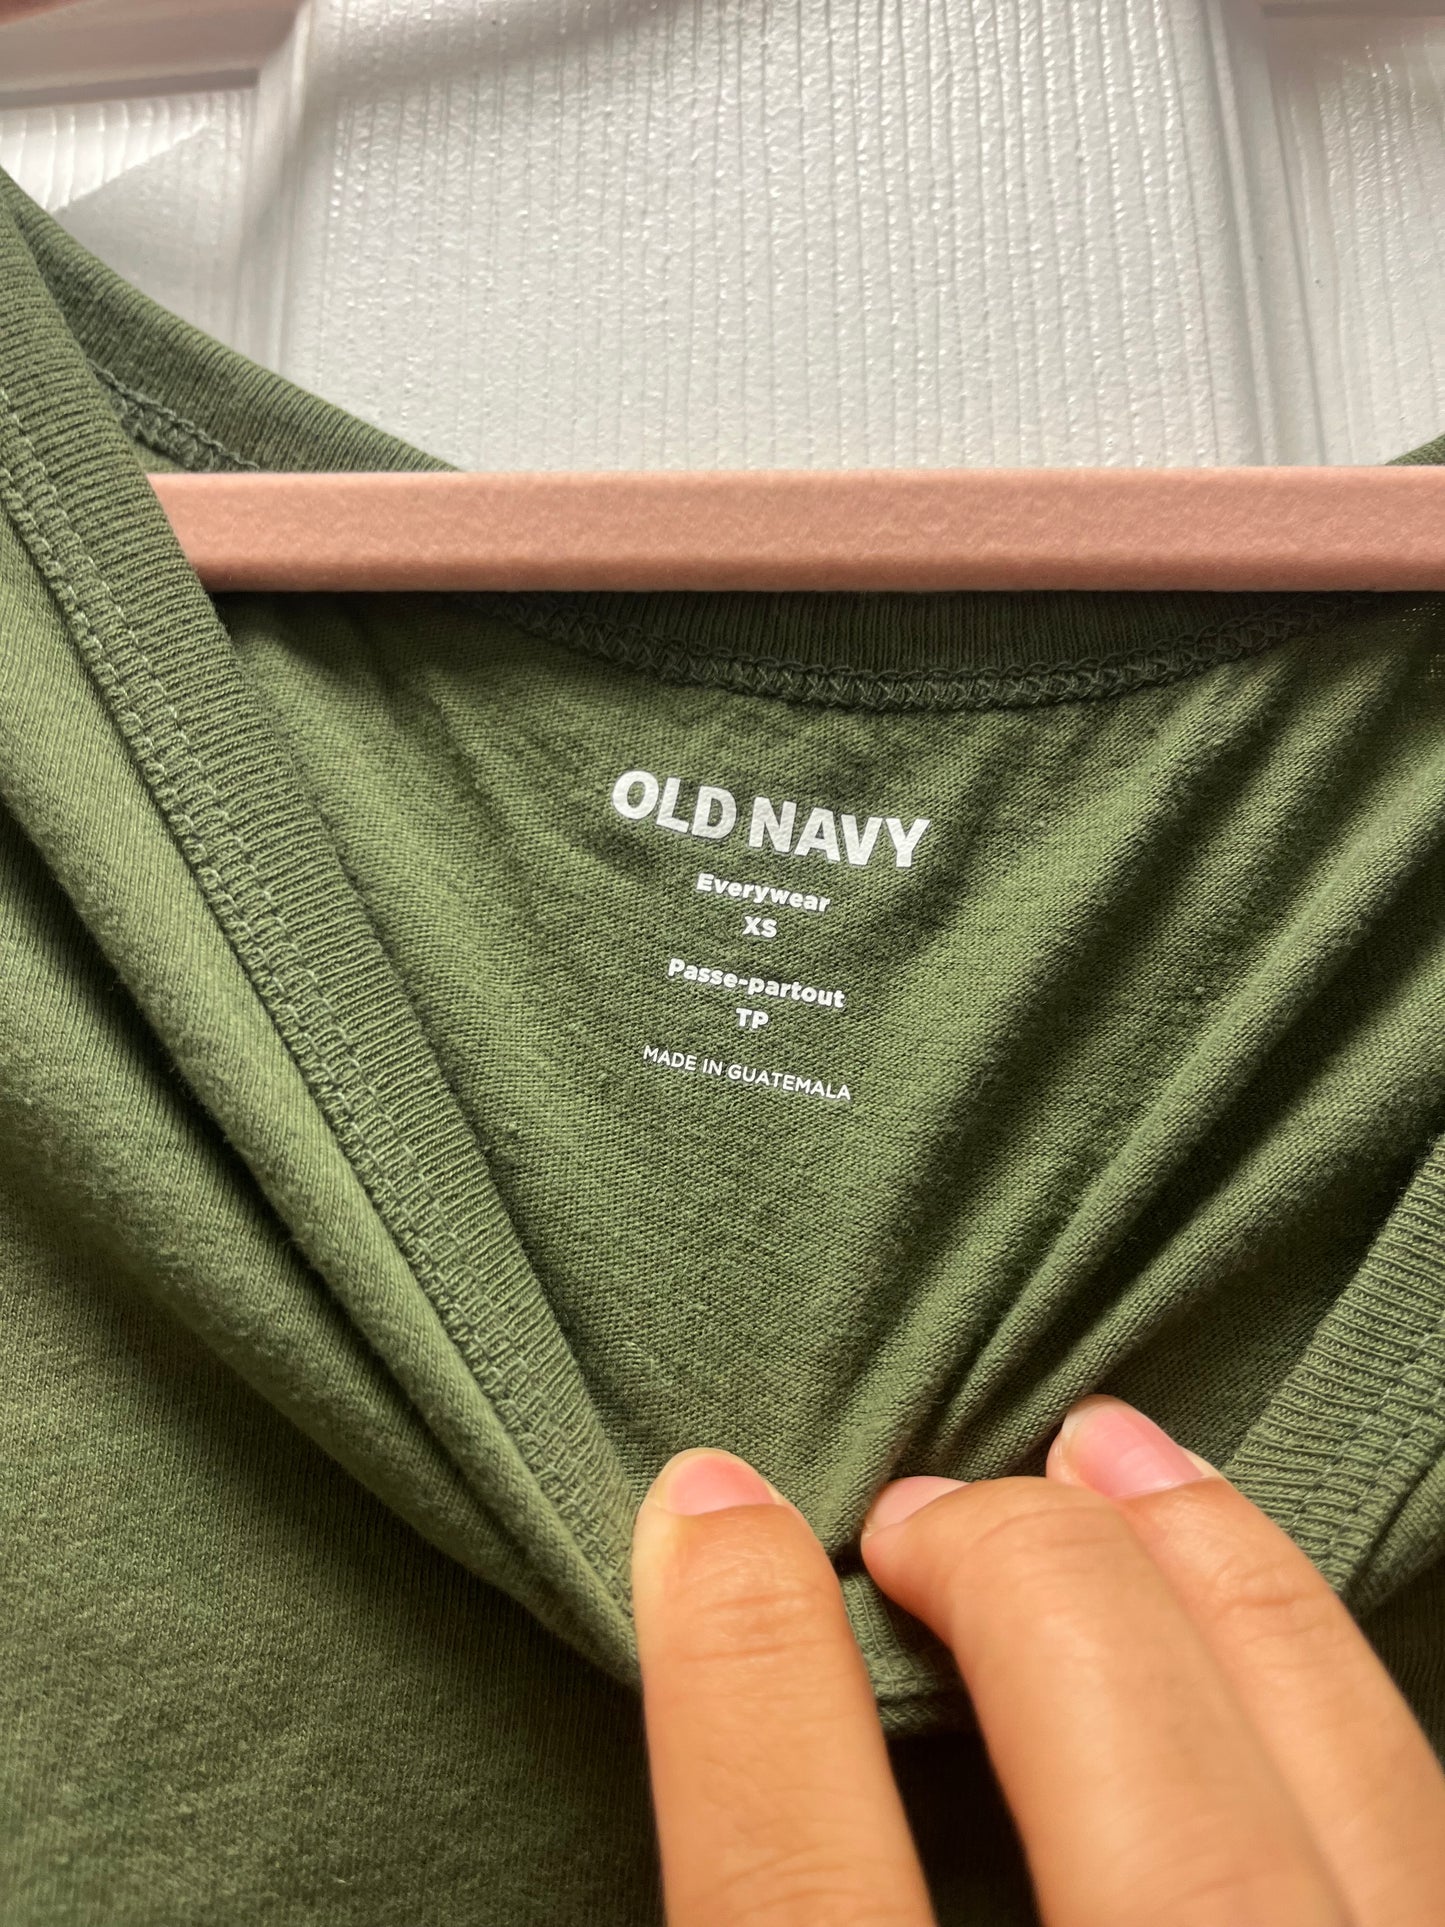 OLD NAVY
Everywear
XS
Passe-partout
TP
MADE IN GUATEMALA